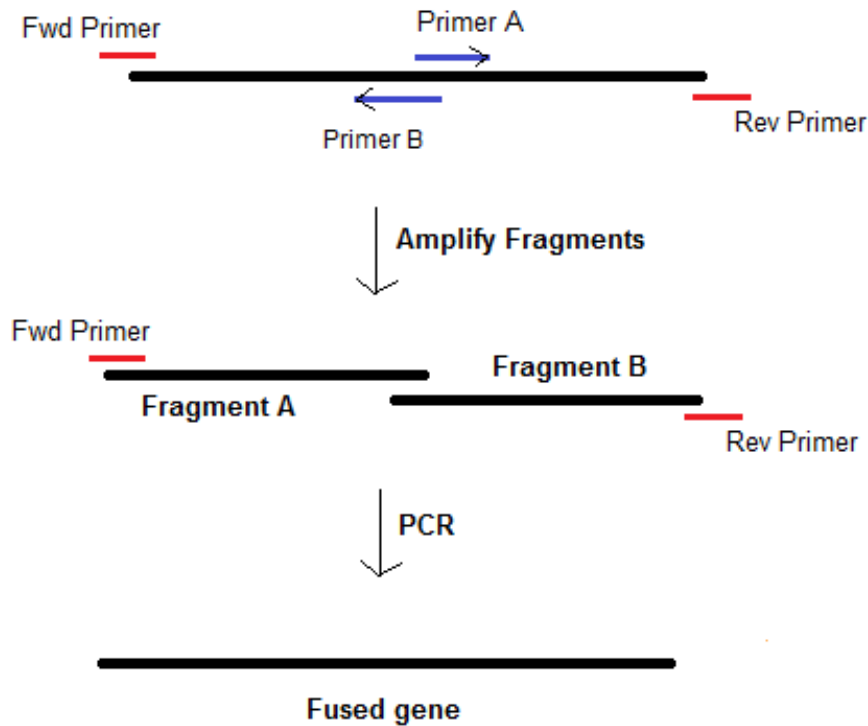 Fwd Primer
Primer A
Primer B
Rev Primer
Amplify Fragments
Fwd Primer
Fragment A
Fragment B
Rev Primer
PCR
Fused gene